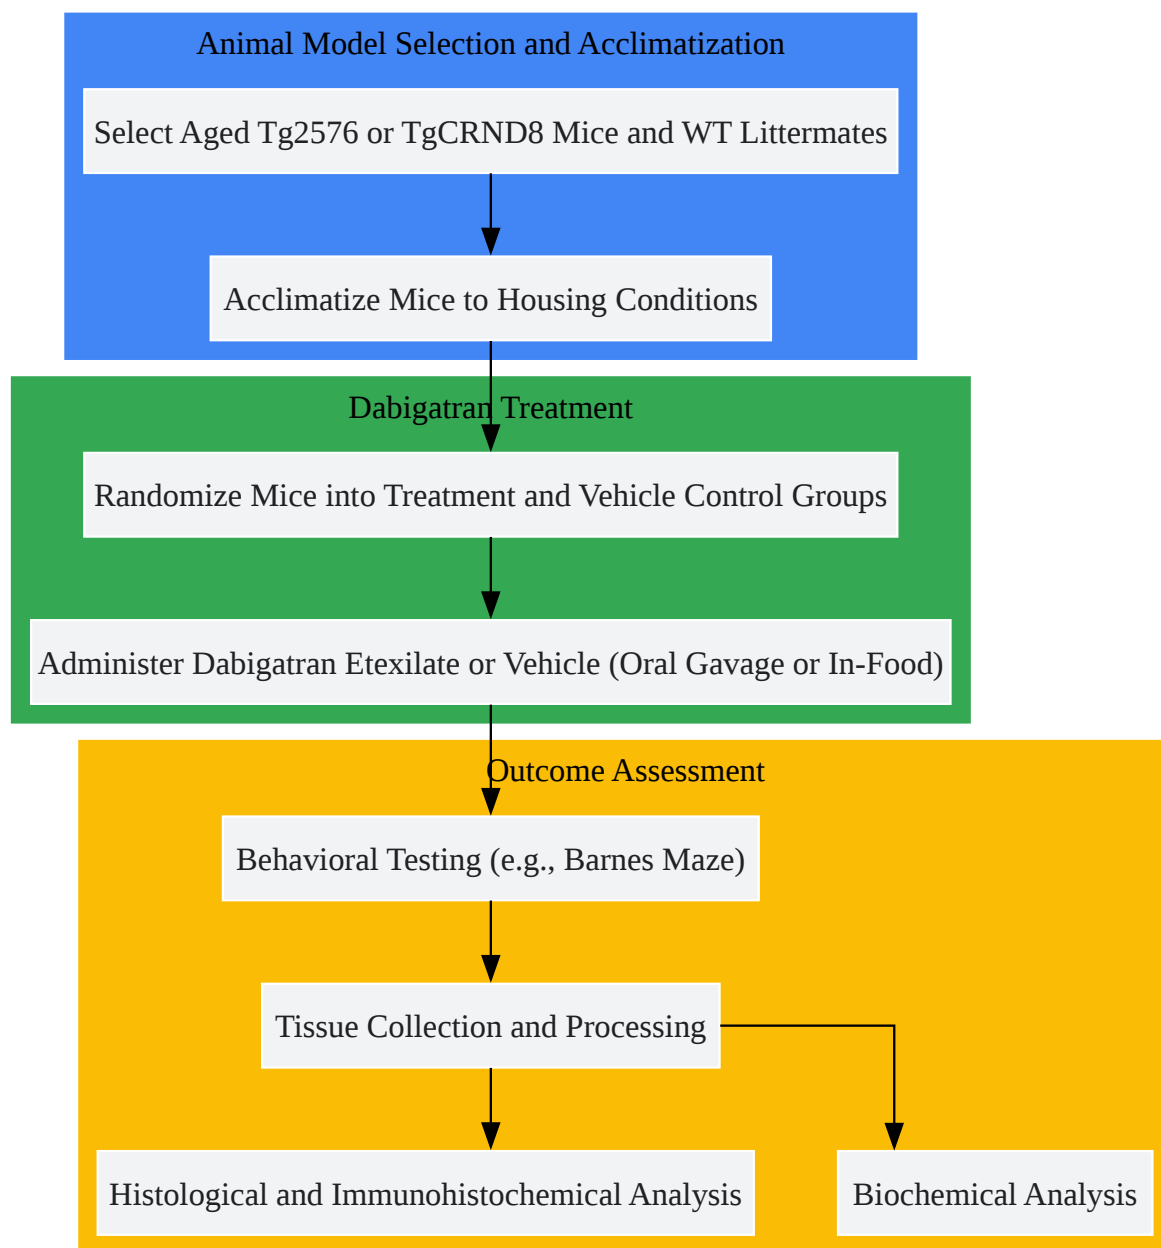 Animal Model Selection and Acclimatization
Select Aged Tg2576 or TgCRND8 Mice and WT Littermates
Acclimatize Mice to Housing Conditions
Dabigatran Treatment
Randomize Mice into Treatment and Vehicle Control Groups
Administer Dabigatran Etexilate or Vehicle (Oral Gavage or In-Food)
Outcome Assessment
Behavioral Testing (e.g., Barnes Maze)
Tissue Collection and Processing
Histological and Immunohistochemical Analysis
Biochemical Analysis